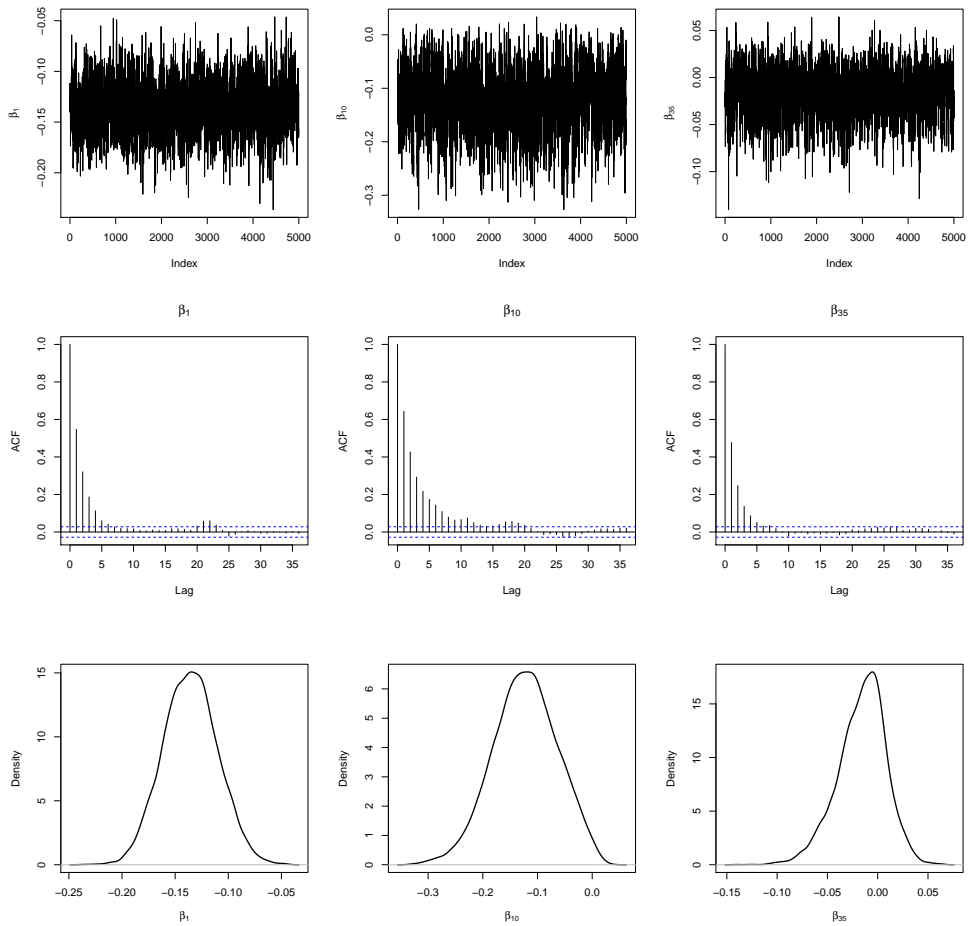 β1
−0.20 −0.15 −0.10 −0.05
0 1000 2000 3000 4000 5000
Index
β10
−0.3 −0.2 −0.1 0.0
0 1000 2000 3000 4000 5000
Index
β35
−0.10 −0.05 0.00 0.05
0 1000 2000 3000 4000 5000
Index
β1
ACF
0.0 0.2 0.4 0.6 0.8 1.0
0 5 10 15 20 25 30 35
Lag
β10
ACF
0.0 0.2 0.4 0.6 0.8 1.0
0 5 10 15 20 25 30 35
Lag
β35
ACF
0.0 0.2 0.4 0.6 0.8 1.0
0 5 10 15 20 25 30 35
Lag
Density
0 5 10 15
−0.25 −0.20 −0.15 −0.10 −0.05
β1
Density
0 1 2 3 4 5 6
−0.3 −0.2 −0.1 0.0
β10
Density
0 5 10 15
−0.15 −0.10 −0.05 0.00 0.05
β35